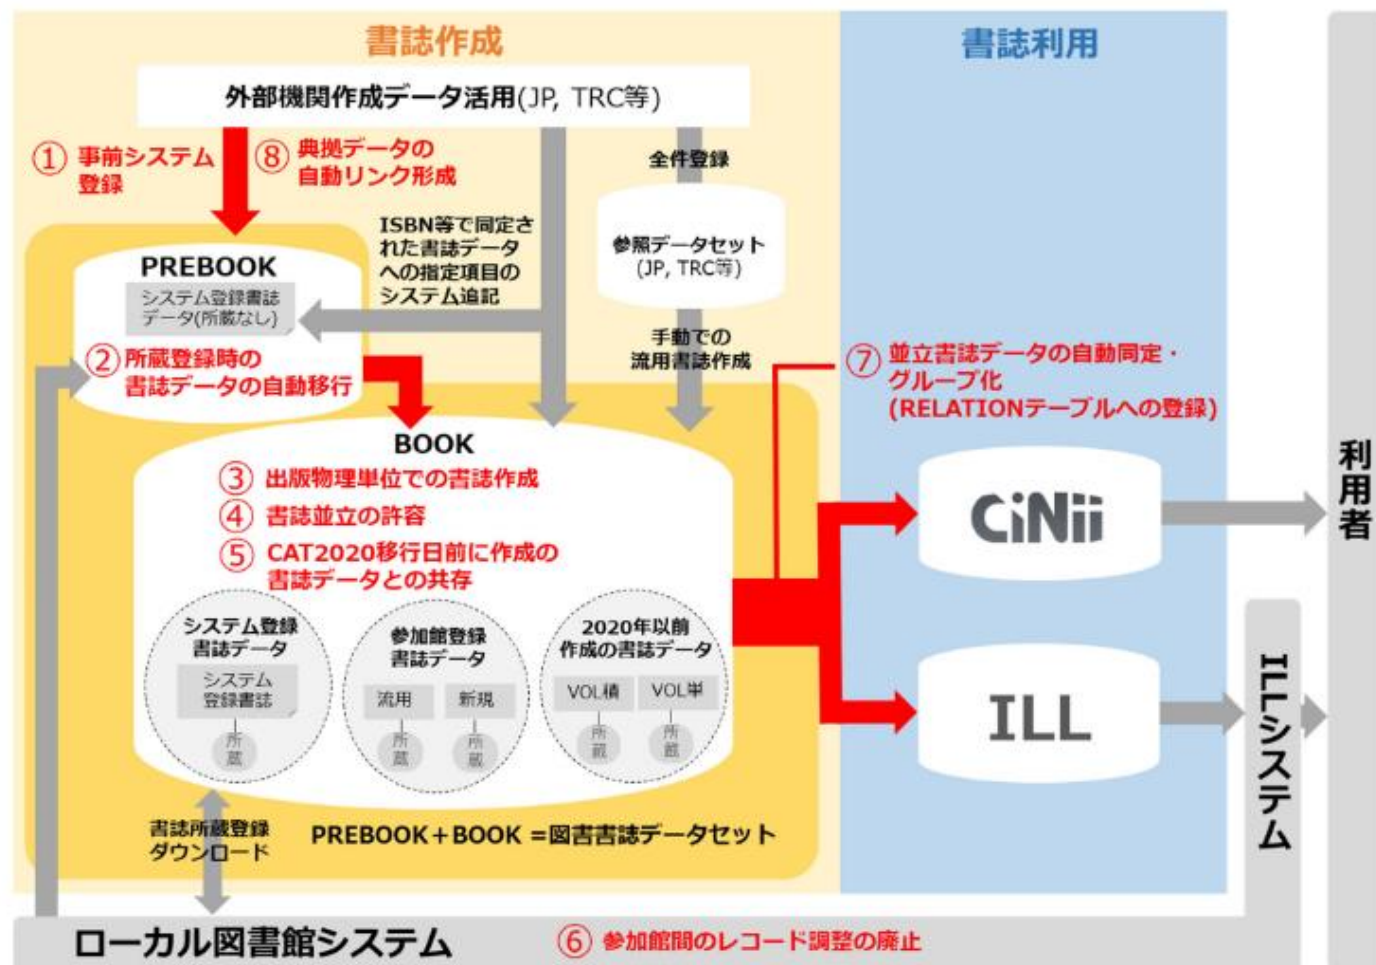 書誌作成
書誌利用
外部機関作成データ活用(JP, TRC等)
① 事前システム
登録
⑧ 典拠データの
自動リンク形成
全件登録
ISBN等で同定さ
れた書誌データ
への指定項目の
システム追記
参照データセット
(JP, TRC等)
PREBOOK
システム登録書誌
データ(所蔵なし)
手動での
流用書誌作成
② 所蔵登録時の
書誌データの自動移行
⑦ 並立書誌データの自動同定・
グループ化
(RELATIONテーブルへの登録)
BOOK
③ 出版物理単位での書誌作成
④ 書誌並立の許容
⑤ CAT2020移行日前に作成の
書誌データとの共存
システム登録
書誌データ
システム
登録書誌
所
蔵
参加館登録
書誌データ
流用
新規
所
蔵
所
蔵
2020年以前
作成の書誌データ
VOL積
VOL単
所
蔵
所
蔵
CiNii
ILL
利用者
ILLシステム
書誌所蔵登録
ダウンロード
PREBOOK+BOOK =図書書誌データセット
ローカル図書館システム
⑥ 参加館間のレコード調整の廃止